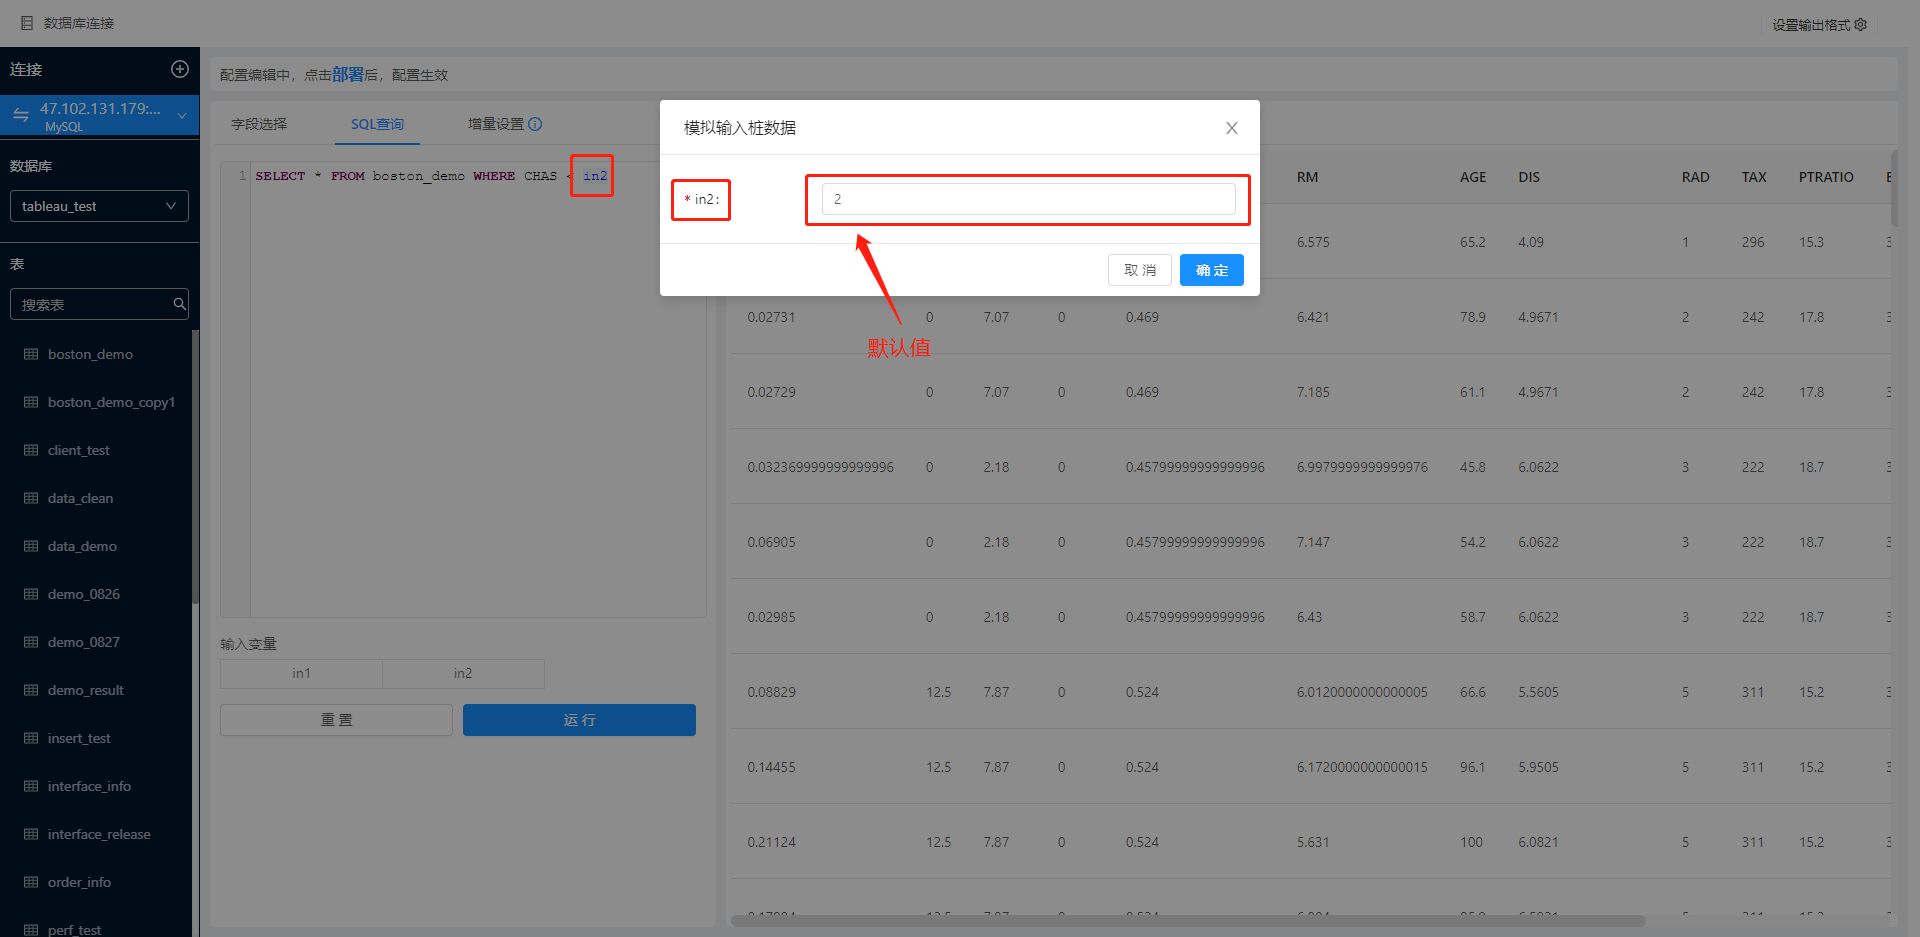 数据库连接
设置输出格式
连接
47.102.131.179:...
MySQL
数据库
tableau_test
表
搜索表
boston_demo
boston_demo_copy1
client_test
data_clean
data_demo
demo_0826
demo_0827
demo_result
insert_test
interface_info
interface_release
order_info
perf_test
配置编辑中，点击部署后，配置生效
字段选择 SQL查询 增量设置
1 SELECT * FROM boston_demo WHERE CHAS < in2
输入变量
in1 in2
重 置 运 行
模拟输入桩数据
* in2:
2
取 消 确 定
默认值
RM AGE DIS RAD TAX PTRATIO
6.575 65.2 4.09 1 296 15.3
0.02731 0 7.07 0 0.469 6.421 78.9 4.9671 2 242 17.8
0.02729 0 7.07 0 0.469 7.185 61.1 4.9671 2 242 17.8
0.032369999999999996 0 2.18 0 0.45799999999999996 6.9979999999999976 45.8 6.0622 3 222 18.7
0.06905 0 2.18 0 0.45799999999999996 7.147 54.2 6.0622 3 222 18.7
0.02985 0 2.18 0 0.45799999999999996 6.43 58.7 6.0622 3 222 18.7
0.08829 12.5 7.87 0 0.524 6.0120000000000005 66.6 5.5605 5 311 15.2
0.14455 12.5 7.87 0 0.524 6.1720000000000015 96.1 5.9505 5 311 15.2
0.21124 12.5 7.87 0 0.524 5.631 100 6.0821 5 311 15.2